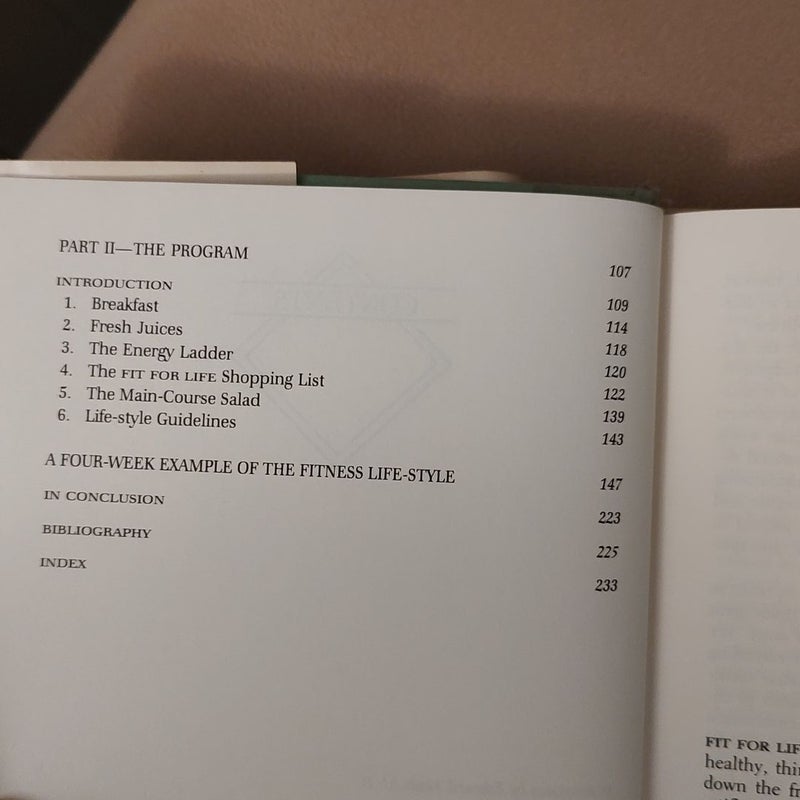 PART II—THE PROGRAM 107
INTRODUCTION 109
1. Breakfast 114
2. Fresh Juices 118
3. The Energy Ladder 120
4. The FIT FOR LIFE Shopping List 122
5. The Main-Course Salad 139
6. Life-style Guidelines 143
A FOUR-WEEK EXAMPLE OF THE FITNESS LIFE-STYLE 147
IN CONCLUSION 223
BIBLIOGRAPHY 225
INDEX 233
FIT FOR LIF
healthy, thi
down the fr